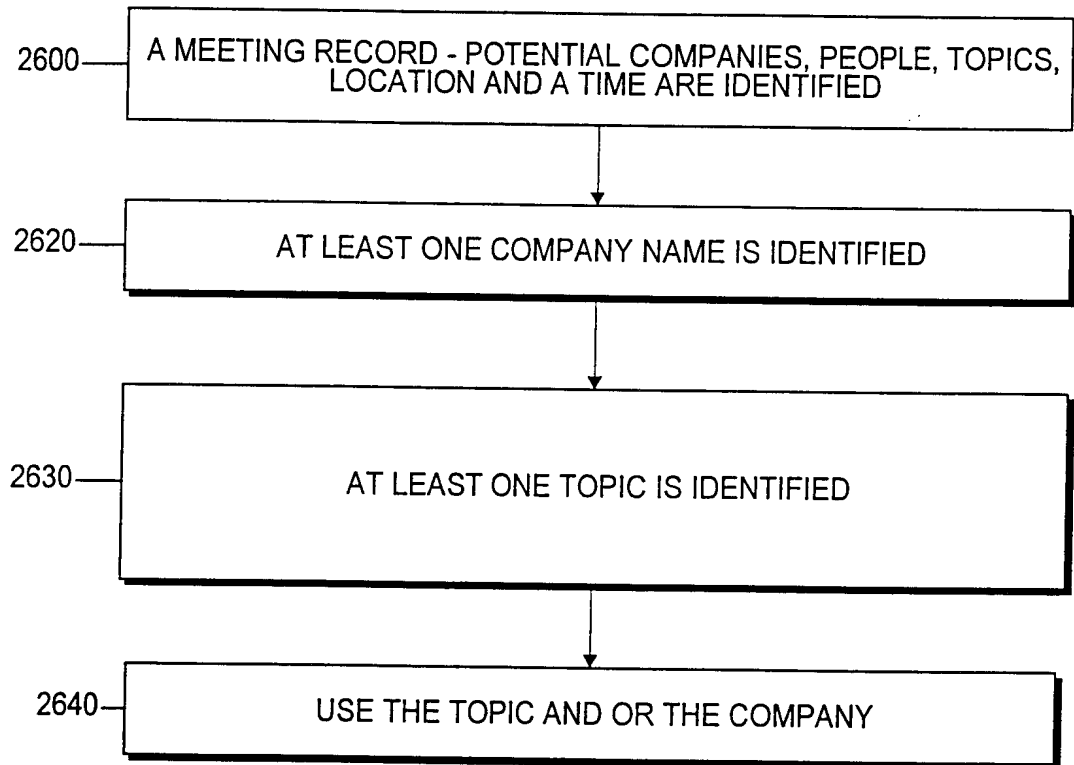 2600
A MEETING RECORD - POTENTIAL COMPANIES, PEOPLE, TOPICS,
LOCATION AND A TIME ARE IDENTIFIED
2620
AT LEAST ONE COMPANY NAME IS IDENTIFIED
2630
AT LEAST ONE TOPIC IS IDENTIFIED
2640
USE THE TOPIC AND OR THE COMPANY